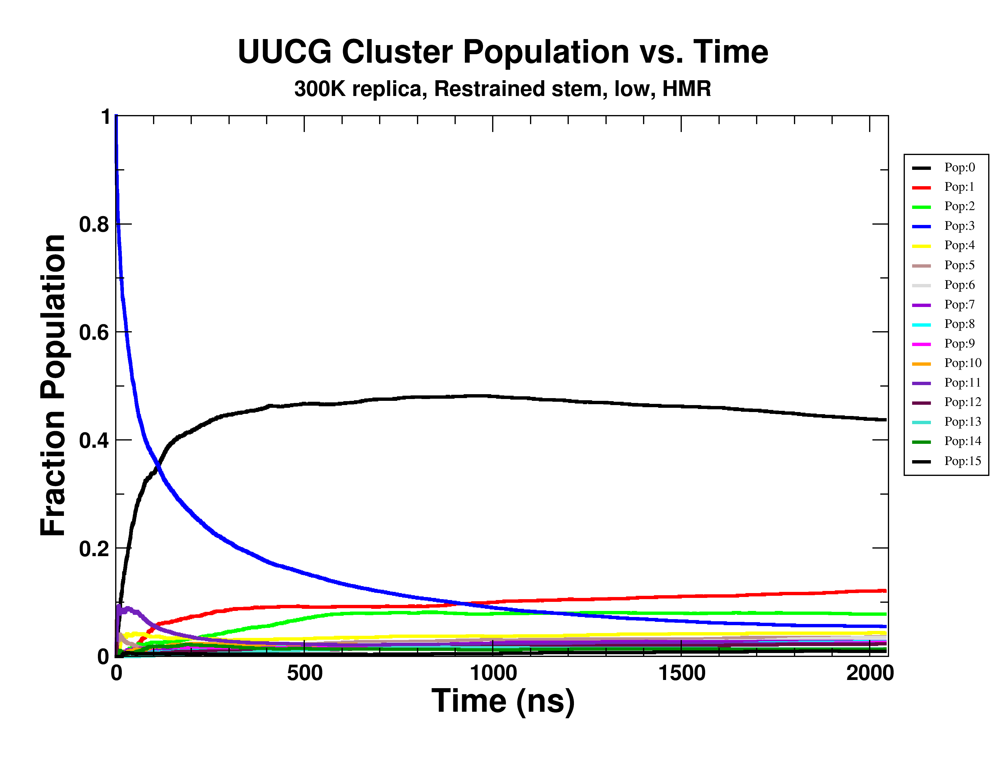 UUCG Cluster Population vs. Time
300K replica, Restrained stem, low, HMR
Fraction Population
1
0.8
0.6
0.4
0.2
0
0 500 1000 1500 2000
Time (ns)
Pop:0
Pop:1
Pop:2
Pop:3
Pop:4
Pop:5
Pop:6
Pop:7
Pop:8
Pop:9
Pop:10
Pop:11
Pop:12
Pop:13
Pop:14
Pop:15